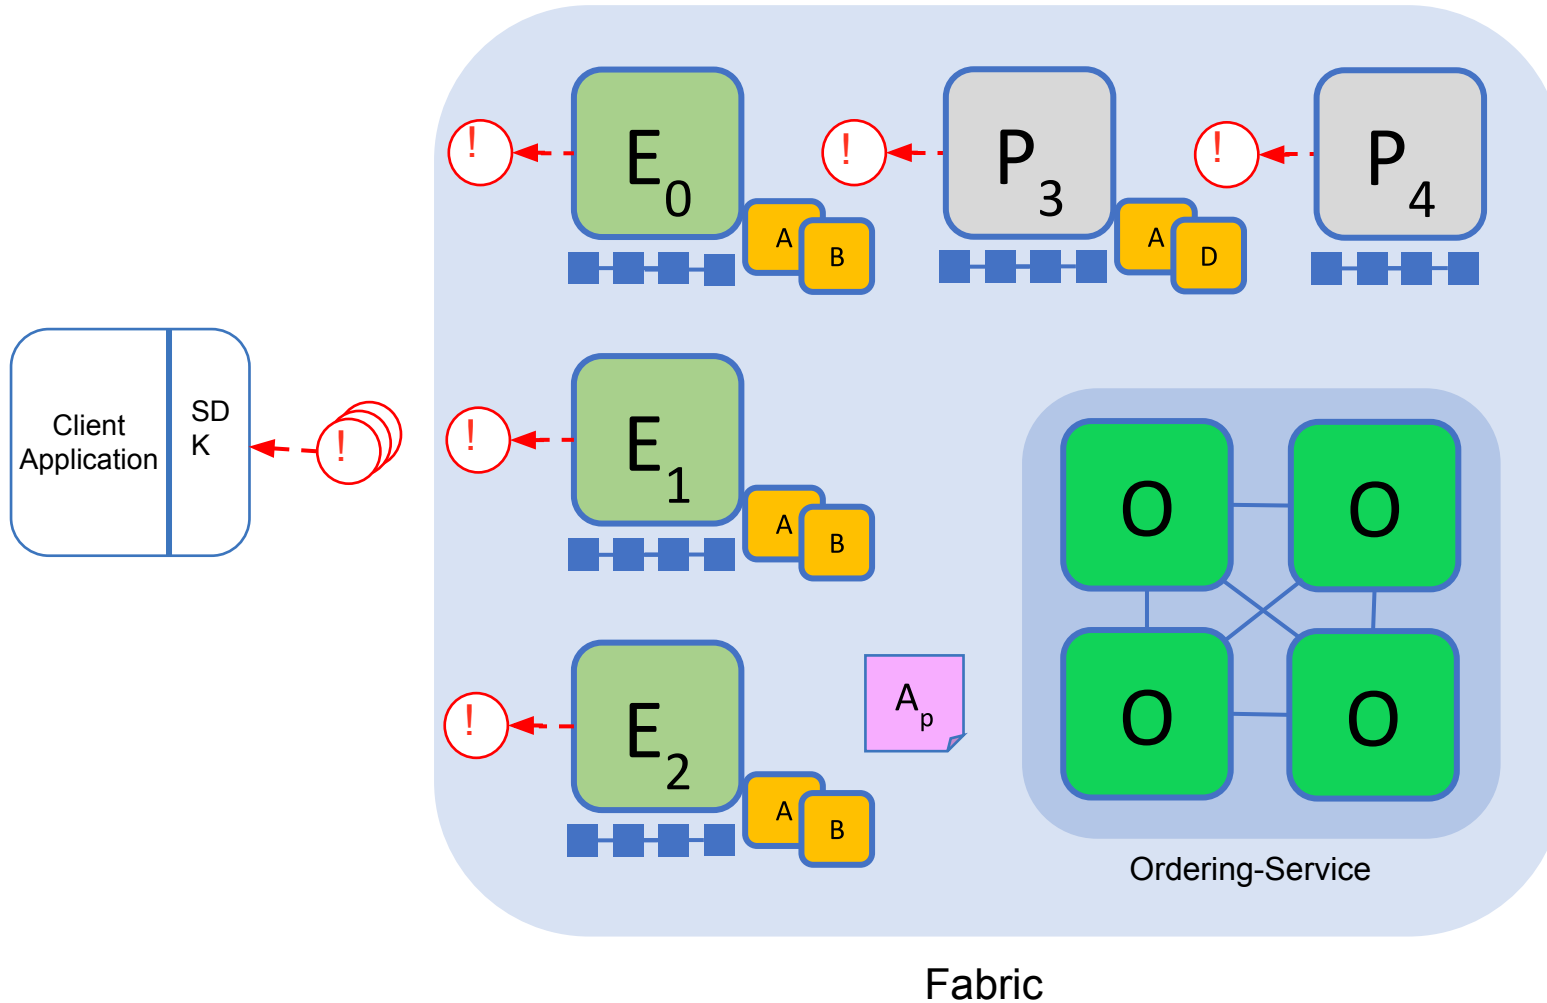 !
E0
A
B
!
P3
A
D
!
P4
Client
Application
SD
K
!
!
E1
A
B
O
O
O
O
!
E2
A
B
Ap
Ordering-Service
Fabric